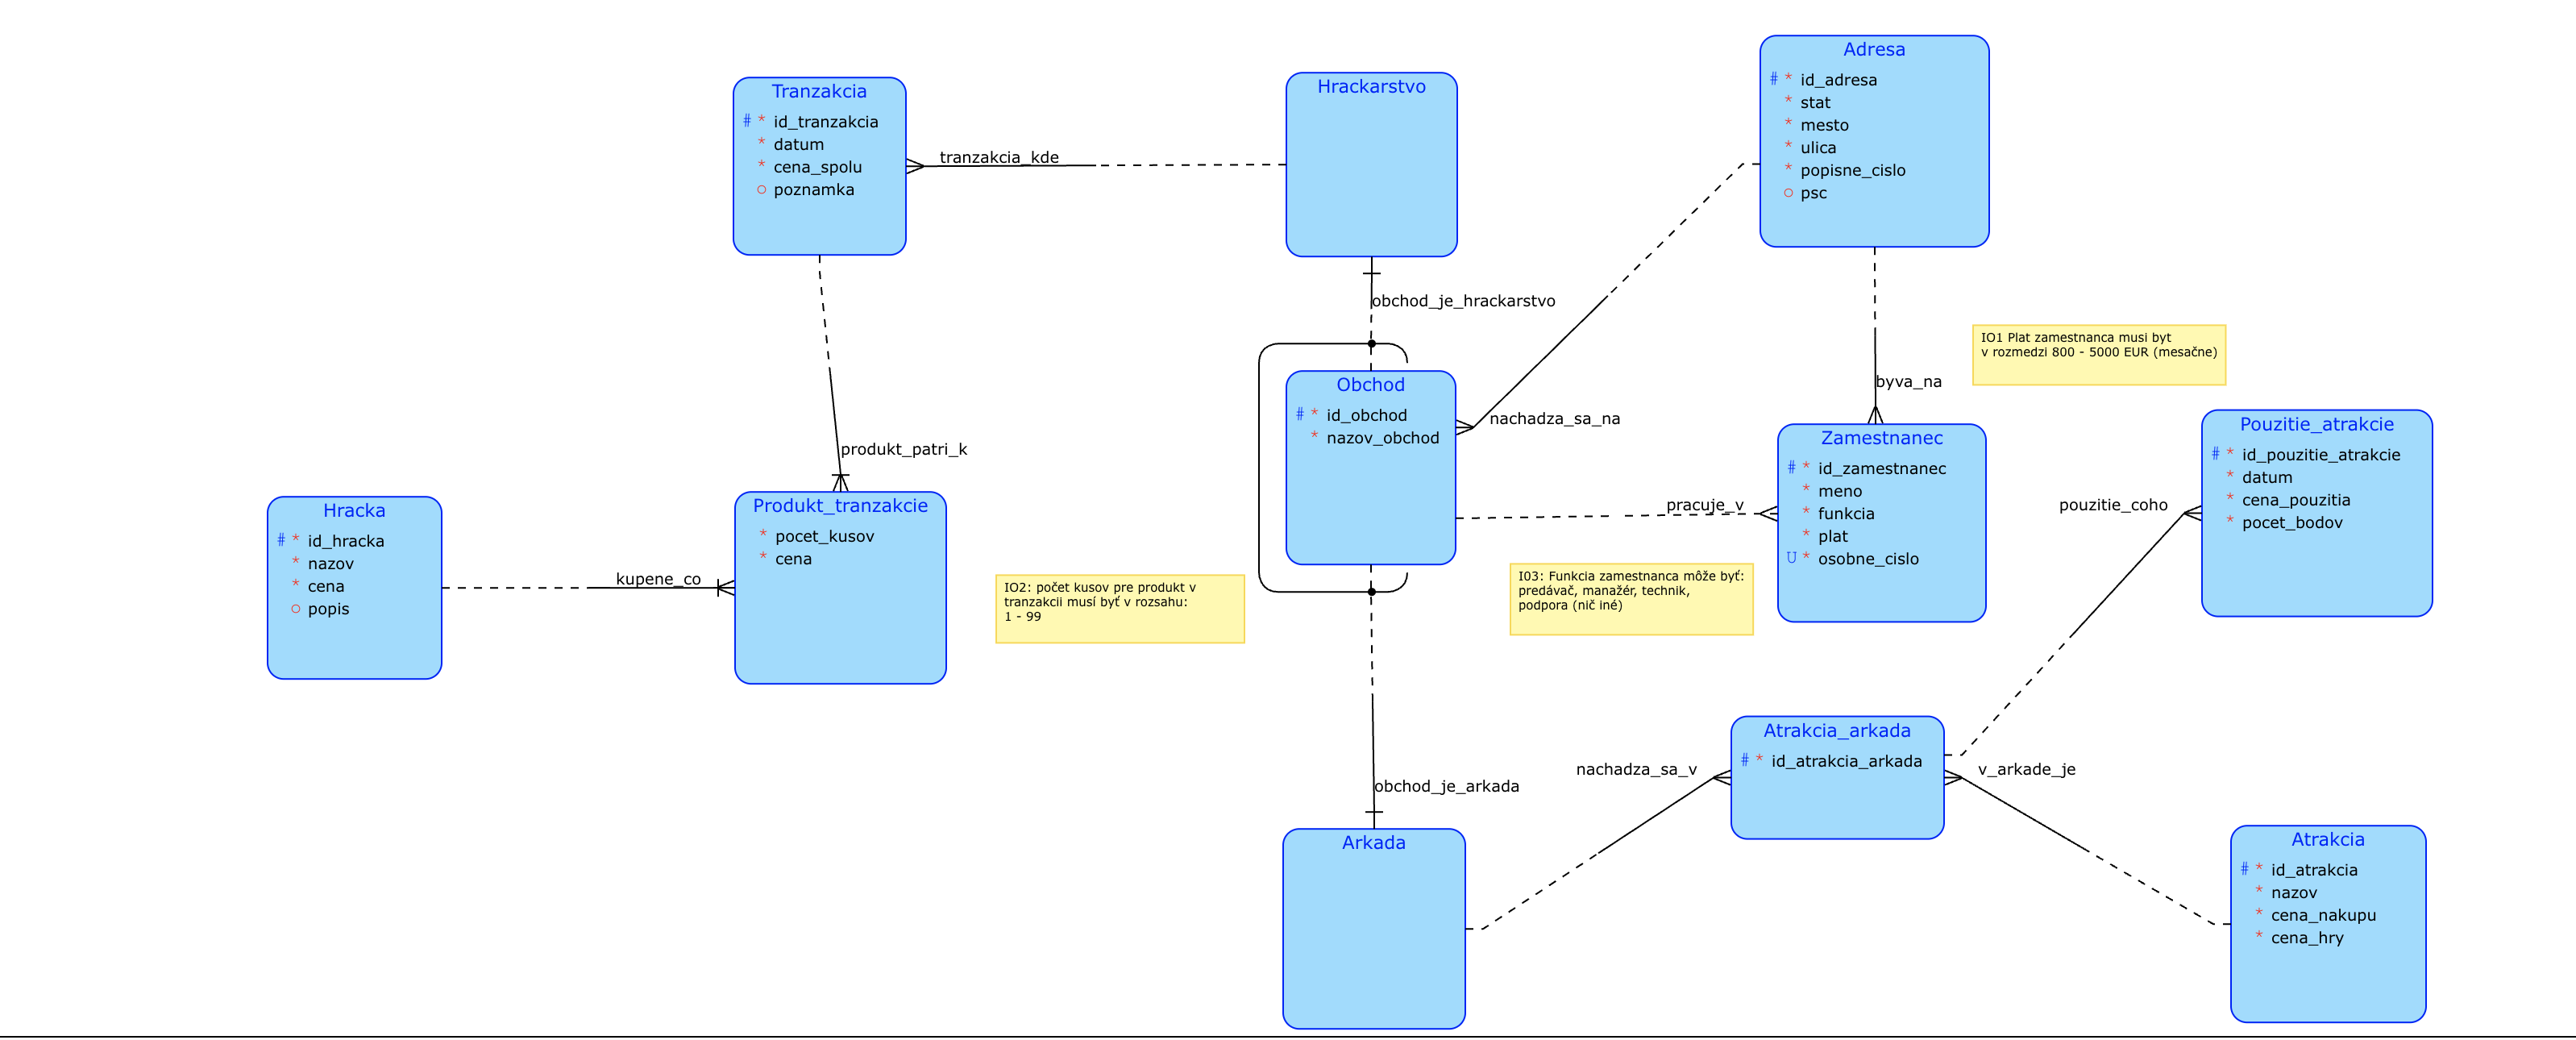 Tranzakcia
# * id_tranzakcia
* datum
* cena_spolu
o poznamka
tranzakcia_kde
Hrackarstvo
Adresa
# * id_adresa
* stat
* mesto
* ulica
* popisne_cislo
o psc
obchod_je_hrackarstvo
nachadza_sa_na
byva_na
IO1 Plat zamestnanca musi byt
v rozmedzi 800 - 5000 EUR (mesačne)
produkt_patri_k
Obchod
# * id_obchod
* nazov_obchod
pracuje_v
Zamestnanec
# * id_zamestnanec
* meno
* funkcia
* plat
U * osobne_cislo
Pouzitie_atrakcie
# * id_pouzitie_atrakcie
* datum
* cena_pouzitia
* pocet_bodov
pouzitie_coho
Hracka
# * id_hracka
* nazov
* cena
o popis
kupene_co
Produkt_tranzakcie
* pocet_kusov
* cena
IO2: počet kusov pre produkt v
tranzakcii musí byť v rozsahu:
1 - 99
I03: Funkcia zamestnanca môže byť:
predávač, manažér, technik,
podpora (nič iné)
obchod_je_arkada
Arkada
nachadza_sa_v
Atrakcia_arkada
# * id_atrakcia_arkada
v_arkade_je
Atrakcia
# * id_atrakcia
* nazov
* cena_nakupu
* cena_hry